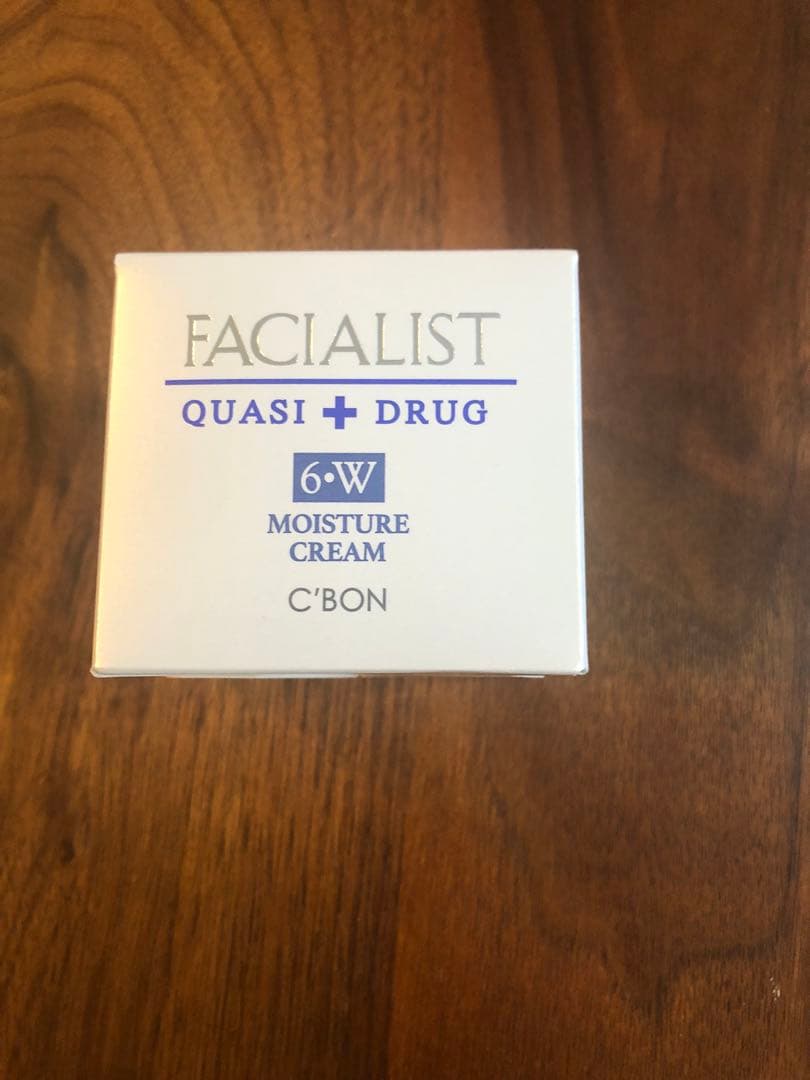 FACIALIST
QUASI + DRUG
6•W
MOISTURE
CREAM
C'BON